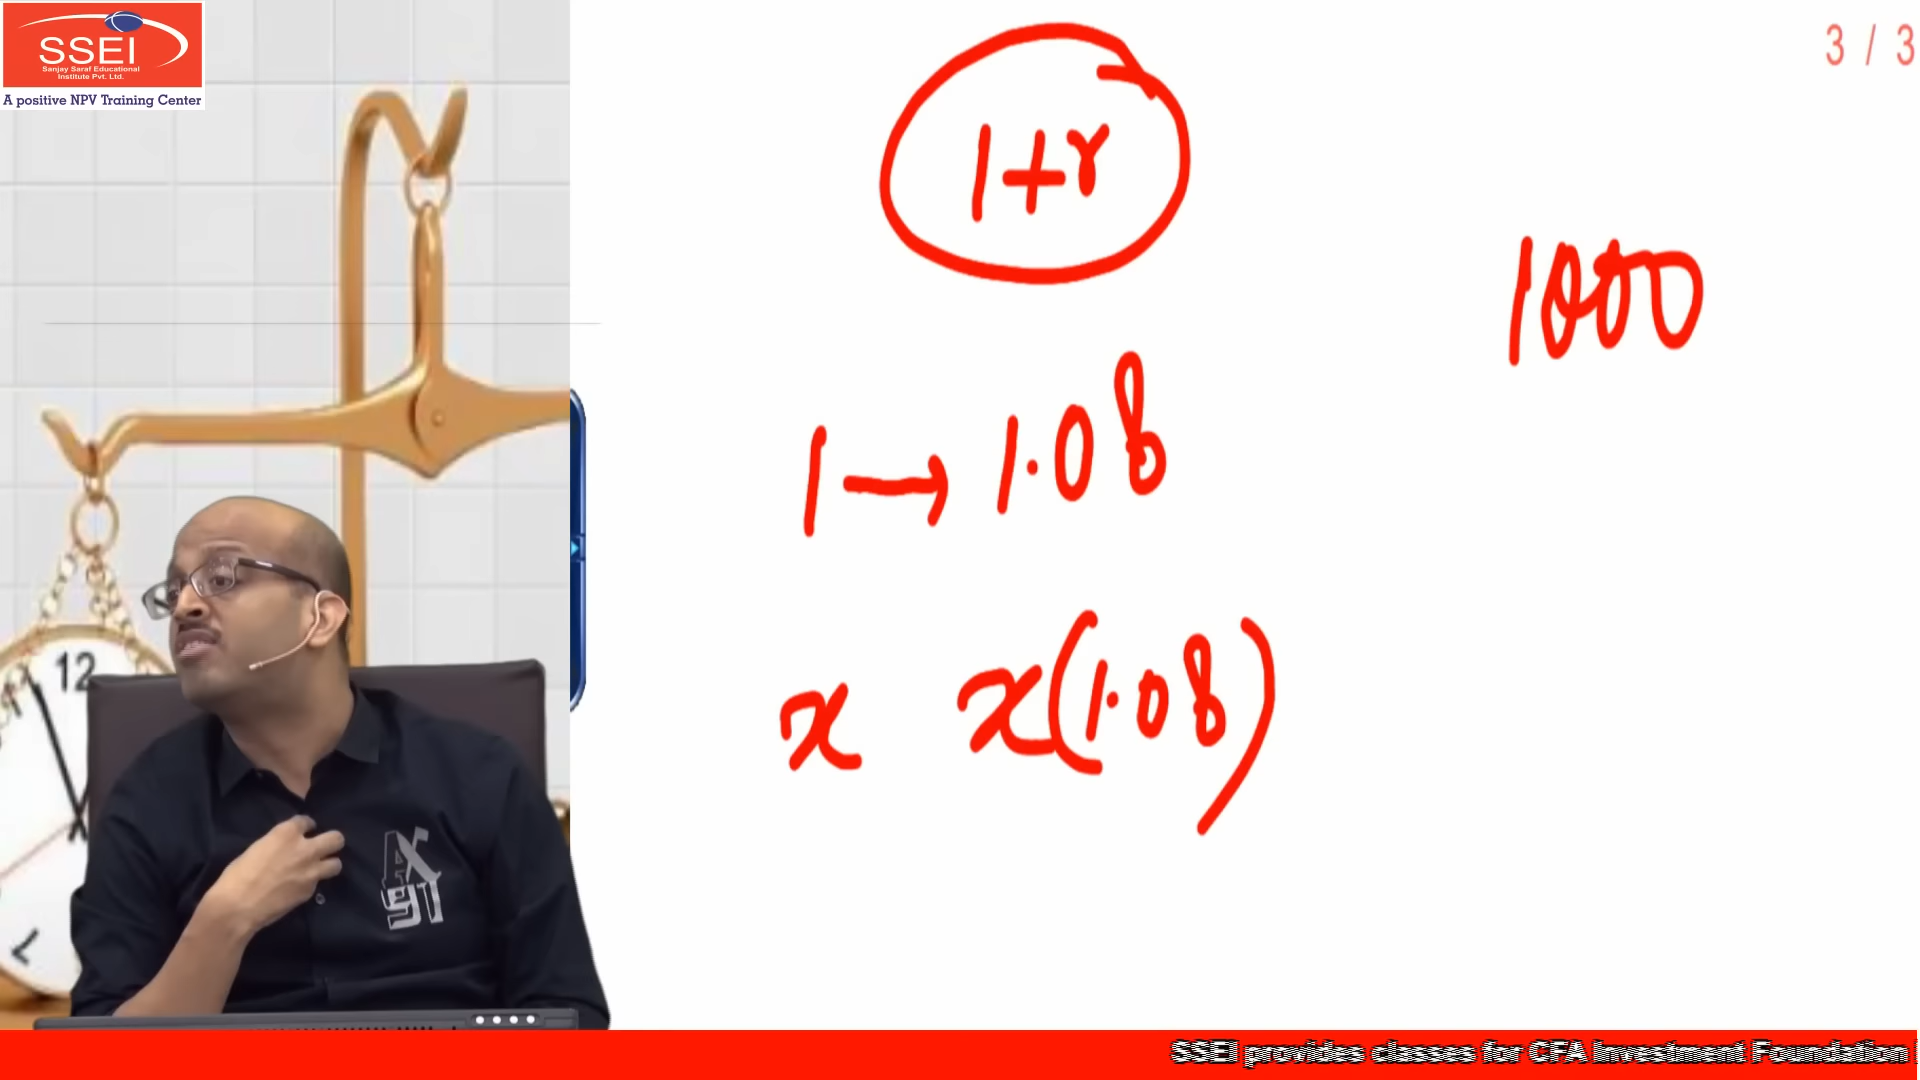 SSEI
Sanjay Saraf Educational
Institute Pvt. Ltd.
A positive NPV Training Center
3 / 3
1+r
1000
1 → 1.08
x x(1.08)
12
SSEI provides classes for CFA Investment Foundation